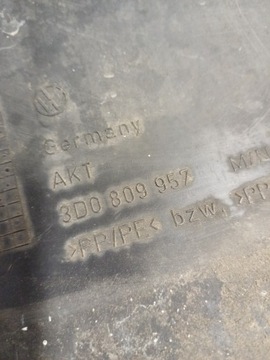 Germany
AKT
3D0 809 952
>PP/PE< bzw. >PP